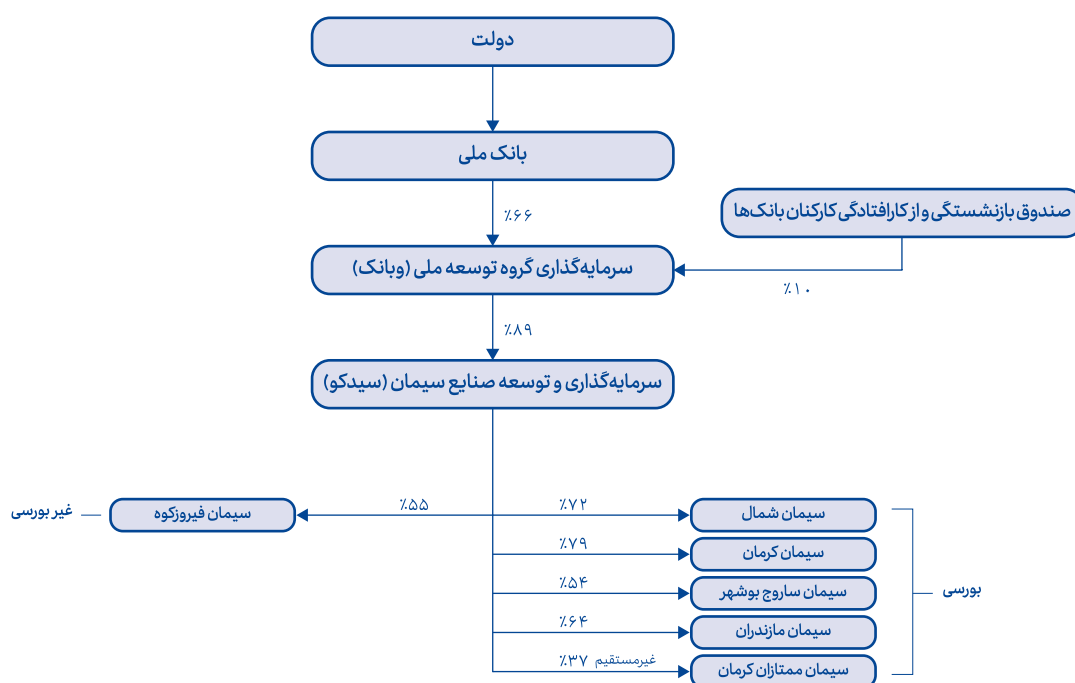 دولت
بانک ملی
٪۶۶
صندوق بازنشستگی و از کارافتادگی کارکنان بانک‌ها
سرمایه‌گذاری گروه توسعه ملی (وبانک)
٪۱۰
٪۸۹
سرمایه‌گذاری و توسعه صنایع سیمان (سیدکو)
سیمان شمال
٪۷۲
٪۵۵
سیمان فیروزکوه
غیر بورسی
سیمان کرمان
٪۷۹
بورسی
سیمان ساروج بوشهر
٪۵۴
سیمان مازندران
٪۶۴
سیمان ممتازان کرمان
غیرمستقیم ٪۳۷